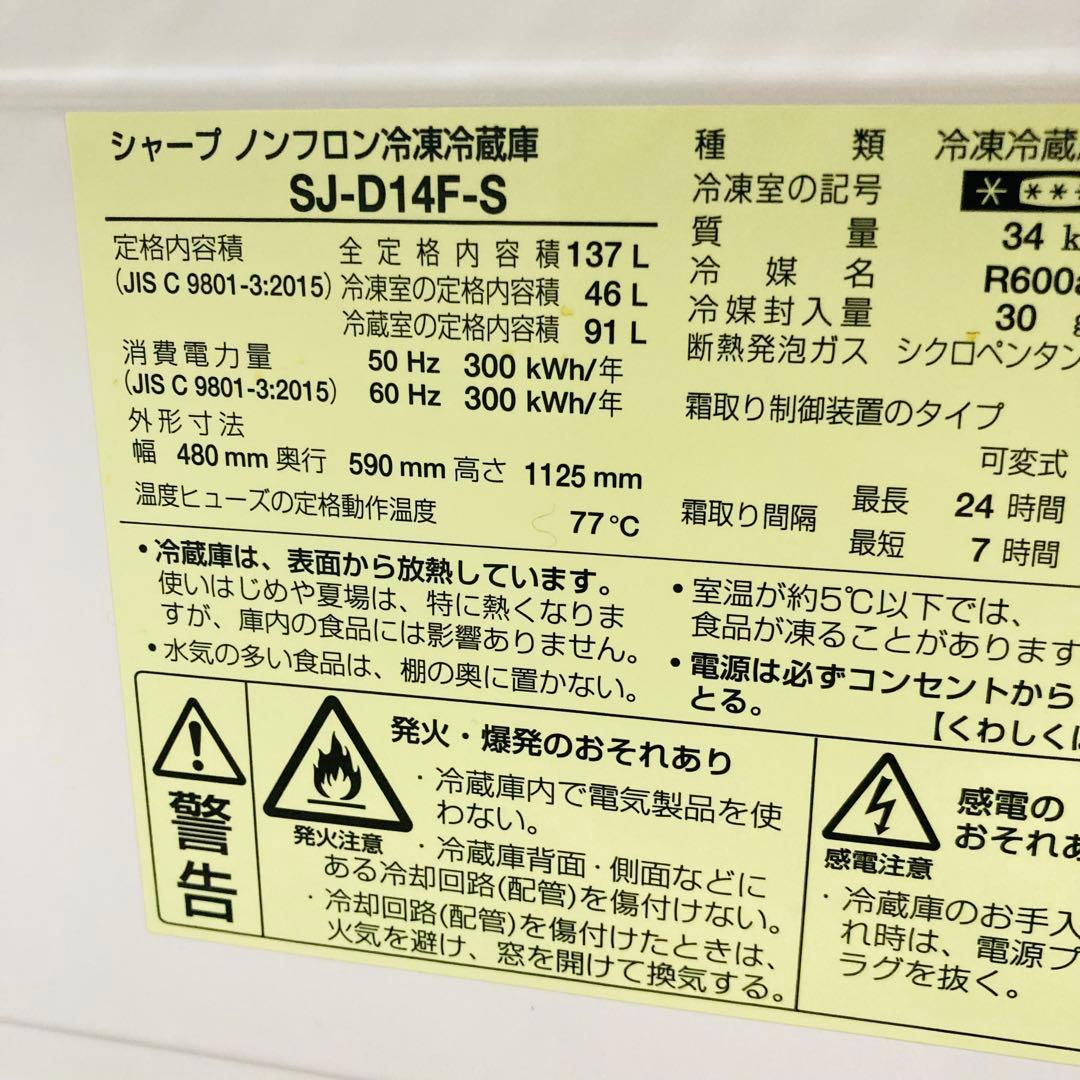 シャープ ノンフロン冷凍冷蔵庫
SJ-D14F-S
定格内容積 全定格内容積 137 L
(JIS C 9801-3:2015) 冷凍室の定格内容積 46 L
冷蔵室の定格内容積 91 L
消費電力量 50 Hz 300 kWh/年
(JIS C 9801-3:2015) 60 Hz 300 kWh/年
外形寸法
幅 480 mm 奥行 590 mm 高さ 1125 mm
温度ヒューズの定格動作温度 77 °C
種類 冷凍冷蔵
冷凍室の記号
質量 34 k
冷媒名 R600a
冷媒封入量 30 g
断熱発泡ガス シクロペンタン
霜取り制御装置のタイプ
可変式
霜取り間隔 最長 24 時間
最短 7 時間
・冷蔵庫は、表面から放熱しています。
使いはじめや夏場は、特に熱くなりま
すが、庫内の食品には影響ありません。
・水気の多い食品は、棚の奥に置かない。
・室温が約5℃以下では、
食品が凍ることがあります
・電源は必ずコンセントから
とる。
【くわしくは
警告
発火注意
発火・爆発のおそれあり
・冷蔵庫内で電気製品を使
わない。
・冷蔵庫背面・側面などに
ある冷却回路(配管)を傷付けない。
・冷却回路(配管)を傷付けたときは、
火気を避け、窓を開けて換気する。
感電注意
感電の
おそれあ
・冷蔵庫のお手入
れ時は、電源プ
ラグを抜く。